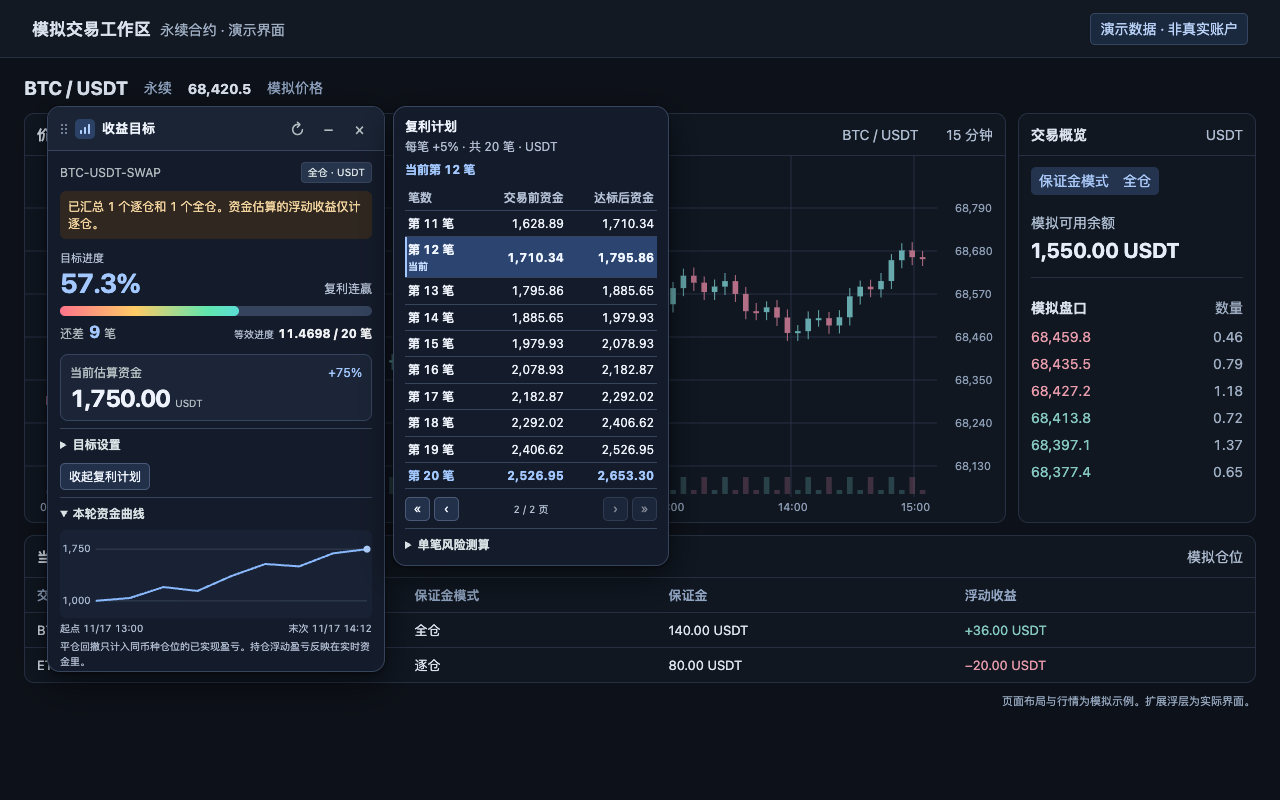 模拟交易工作区 永续合约 · 演示界面
演示数据 · 非真实账户
BTC / USDT 永续 68,420.5 模拟价格
收益目标
BTC-USDT-SWAP 全仓 · USDT
已汇总 1 个逐仓和 1 个全仓。资金估算的浮动收益仅计
逐仓。
目标进度
57.3% 复利连赢
还差 9 笔 等效进度 11.4698 / 20 笔
当前估算资金 +75%
1,750.00 USDT
目标设置
收起复利计划
本轮资金曲线
1,750
1,000
起点 11/17 13:00 末次 11/17 14:12
平仓回撤只计入同币种仓位的已实现盈亏。持仓浮动盈亏反映在实时资
金里。
复利计划
每笔 +5% · 共 20 笔 · USDT
当前第 12 笔
笔数 交易前资金 达标后资金
第 11 笔 1,628.89 1,710.34
第 12 笔 1,710.34 1,795.86
当前
第 13 笔 1,795.86 1,885.65
第 14 笔 1,885.65 1,979.93
第 15 笔 1,979.93 2,078.93
第 16 笔 2,078.93 2,182.87
第 17 笔 2,182.87 2,292.02
第 18 笔 2,292.02 2,406.62
第 19 笔 2,406.62 2,526.95
第 20 笔 2,526.95 2,653.30
« ‹ 2 / 2 页 › »
单笔风险测算
BTC / USDT 15 分钟
68,790
68,680
68,570
68,460
68,350
68,240
68,130
14:00 15:00
交易概览 USDT
保证金模式 全仓
模拟可用余额
1,550.00 USDT
模拟盘口 数量
68,459.8 0.46
68,435.5 0.79
68,427.2 1.18
68,413.8 0.72
68,397.1 1.37
68,377.4 0.65
模拟仓位
保证金模式 保证金 浮动收益
全仓 140.00 USDT +36.00 USDT
逐仓 80.00 USDT −20.00 USDT
页面布局与行情为模拟示例。扩展浮层为实际界面。